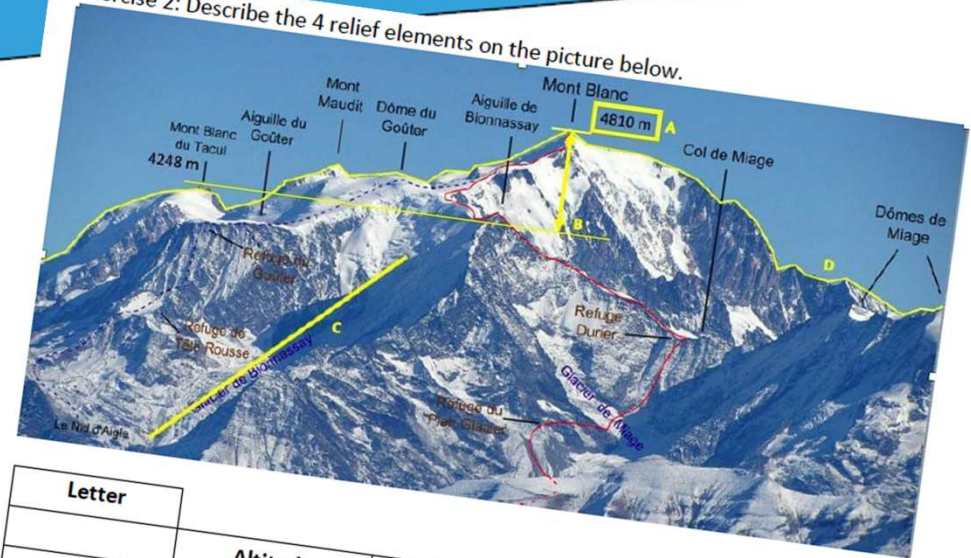 Exercise 2: Describe the 4 relief elements on the picture below.
Mont Blanc
4810 m
A
Mont
Maudit
Dôme du
Goûter
Aiguille de
Bionnassay
Aiguille du
Goûter
Mont Blanc
du Tacul
4248 m
Col de Miage
Dômes de
Miage
B
D
Refuge du
Goûter
Refuge
Durier
C
Refuge de
Tête Rousse
Glacier de Bionnassay
Glacier de Miage
Refuge du
Plan Glacier
Le Nid d'Aigle
Letter